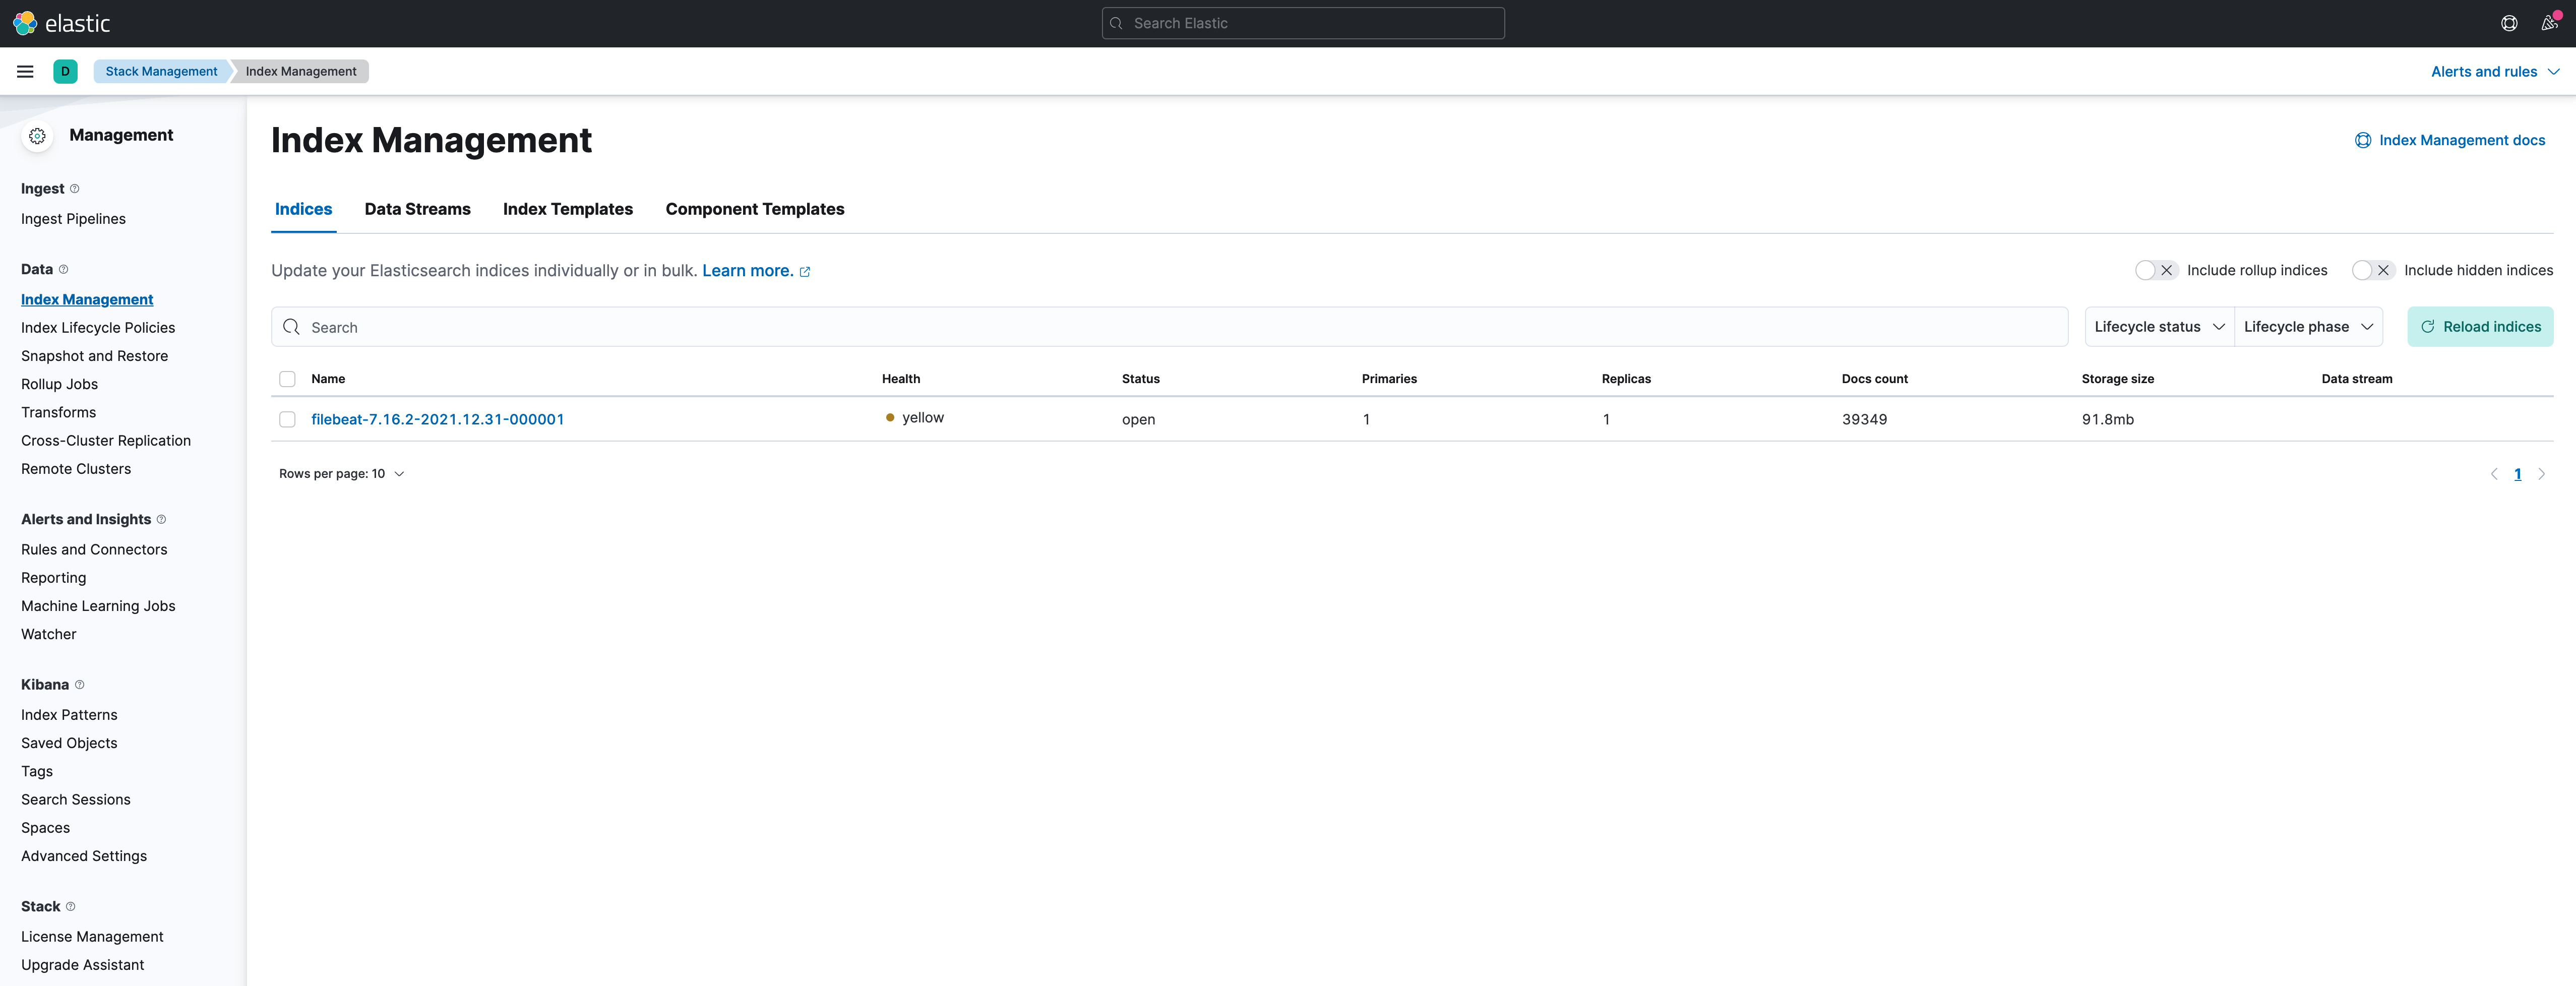 elastic
Search Elastic
D
Stack Management
Index Management
Alerts and rules
Management
Ingest
Ingest Pipelines
Data
Index Management
Index Lifecycle Policies
Snapshot and Restore
Rollup Jobs
Transforms
Cross-Cluster Replication
Remote Clusters
Alerts and Insights
Rules and Connectors
Reporting
Machine Learning Jobs
Watcher
Kibana
Index Patterns
Saved Objects
Tags
Search Sessions
Spaces
Advanced Settings
Stack
License Management
Upgrade Assistant
Index Management
Index Management docs
Indices Data Streams Index Templates Component Templates
Update your Elasticsearch indices individually or in bulk. Learn more.
Include rollup indices
Include hidden indices
Search
Lifecycle status
Lifecycle phase
Reload indices
Name Health Status Primaries Replicas Docs count Storage size Data stream
filebeat-7.16.2-2021.12.31-000001 yellow open 1 1 39349 91.8mb
Rows per page: 10
1